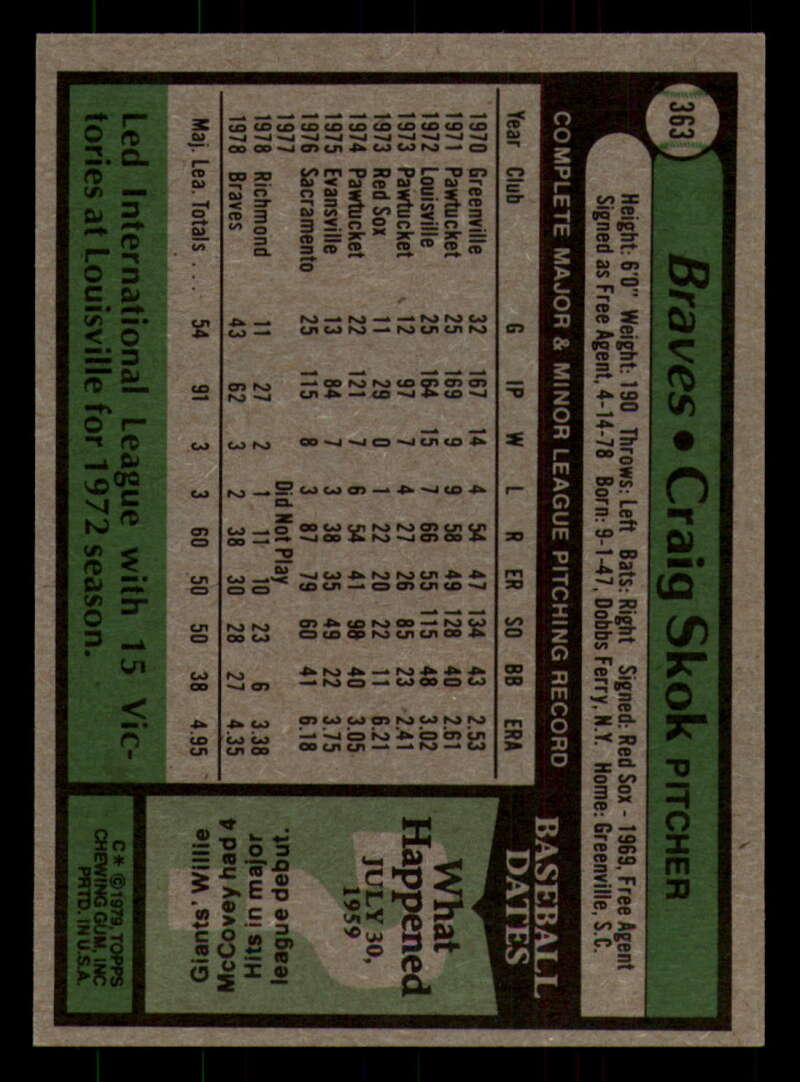 363
Braves • Craig Skok PITCHER
Height: 6'0" Weight: 190 Throws: Left Bats: Right Signed: Red Sox - 1969, Free Agent
Signed as Free Agent, 4-14-78 Born: 9-1-47, Dobbs Ferry, N.Y. Home: Greenville, S.C.
COMPLETE MAJOR & MINOR LEAGUE PITCHING RECORD
Year Club G IP W L R ER SO BB ERA
1970 Greenville 32 167 14 4 54 47 134 43 2.53
1971 Pawtucket 25 169 9 9 58 49 128 40 2.61
1972 Louisville 25 164 15 7 66 55 115 48 3.02
1973 Pawtucket 12 97 7 4 27 26 85 23 2.41
1973 Red Sox 11 29 0 1 22 20 22 11 6.21
1974 Pawtucket 22 121 7 6 54 41 98 40 3.05
1975 Evansville 13 84 7 3 38 35 49 22 3.75
1976 Sacramento 25 115 8 3 87 79 60 41 6.18
1977 Did Not Play
1978 Richmond 11 27 2 1 11 10 23 6 3.38
1978 Braves 43 62 3 2 38 30 28 27 4.35
Maj. Lea. Totals . . . . 54 91 3 3 60 50 50 38 4.95
Led International League with 15 Vic-
tories at Louisville for 1972 season.
BASEBALL
DATES
What
Happened
JULY 30,
1959
Giants' Willie
McCovey had 4
Hits in major
league debut.
C* ©1979, TOPPS
CHEWING GUM, INC
PRTD. IN U.S.A.